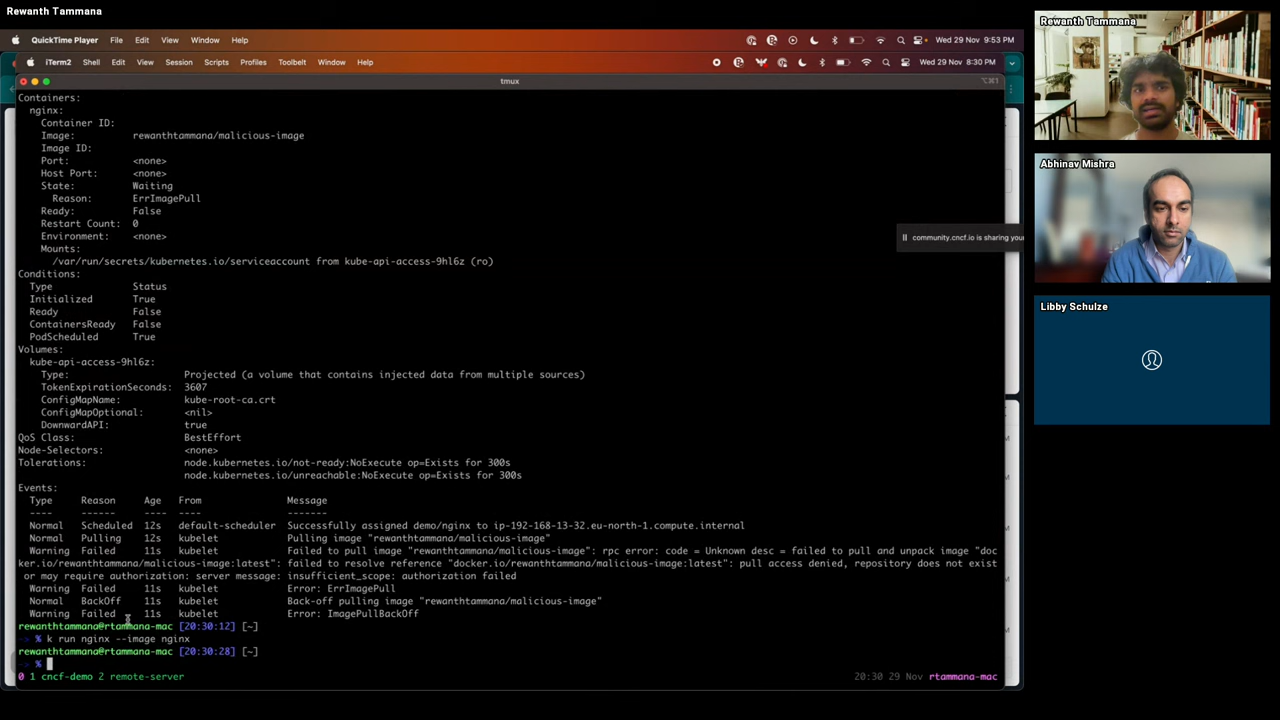 Rewanth Tammana
QuickTime Player File Edit View Window Help
Wed 29 Nov 9:53 PM
iTerm2 Shell Edit View Session Scripts Profiles Toolbelt Window Help
Wed 29 Nov 8:30 PM
tmux
Containers:
nginx:
Container ID:
Image: rewanthtammana/malicious-image
Image ID:
Port: <none>
Host Port: <none>
State: Waiting
Reason: ErrImagePull
Ready: False
Restart Count: 0
Environment: <none>
Mounts:
/var/run/secrets/kubernetes.io/serviceaccount from kube-api-access-9hl6z (ro)
Conditions:
Type Status
Initialized True
Ready False
ContainersReady False
PodScheduled True
Volumes:
kube-api-access-9hl6z:
Type: Projected (a volume that contains injected data from multiple sources)
TokenExpirationSeconds: 3607
ConfigMapName: kube-root-ca.crt
ConfigMapOptional: <nil>
DownwardAPI: true
QoS Class: BestEffort
Node-Selectors: <none>
Tolerations: node.kubernetes.io/not-ready:NoExecute op=Exists for 300s
node.kubernetes.io/unreachable:NoExecute op=Exists for 300s
Events:
Type Reason Age From Message
---- ------ ---- ---- -------
Normal Scheduled 12s default-scheduler Successfully assigned demo/nginx to ip-192-168-13-32.eu-north-1.compute.internal
Normal Pulling 12s kubelet Pulling image "rewanthtammana/malicious-image"
Warning Failed 11s kubelet Failed to pull image "rewanthtammana/malicious-image": rpc error: code = Unknown desc = failed to pull and unpack image "doc
ker.io/rewanthtammana/malicious-image:latest": failed to resolve reference "docker.io/rewanthtammana/malicious-image:latest": pull access denied, repository does not exist
or may require authorization: server message: insufficient_scope: authorization failed
Warning Failed 11s kubelet Error: ErrImagePull
Normal BackOff 11s kubelet Back-off pulling image "rewanthtammana/malicious-image"
Warning Failed 11s kubelet Error: ImagePullBackOff
rewanthtammana@rtammana-mac [20:30:12] [~]
-> % k run nginx --image nginx
rewanthtammana@rtammana-mac [20:30:28] [~]
-> %
0 1 cncf-demo 2 remote-server 20:30 29 Nov rtammana-mac
community.cncf.io is sharing your
Rewanth Tammana
Abhinav Mishra
Libby Schulze